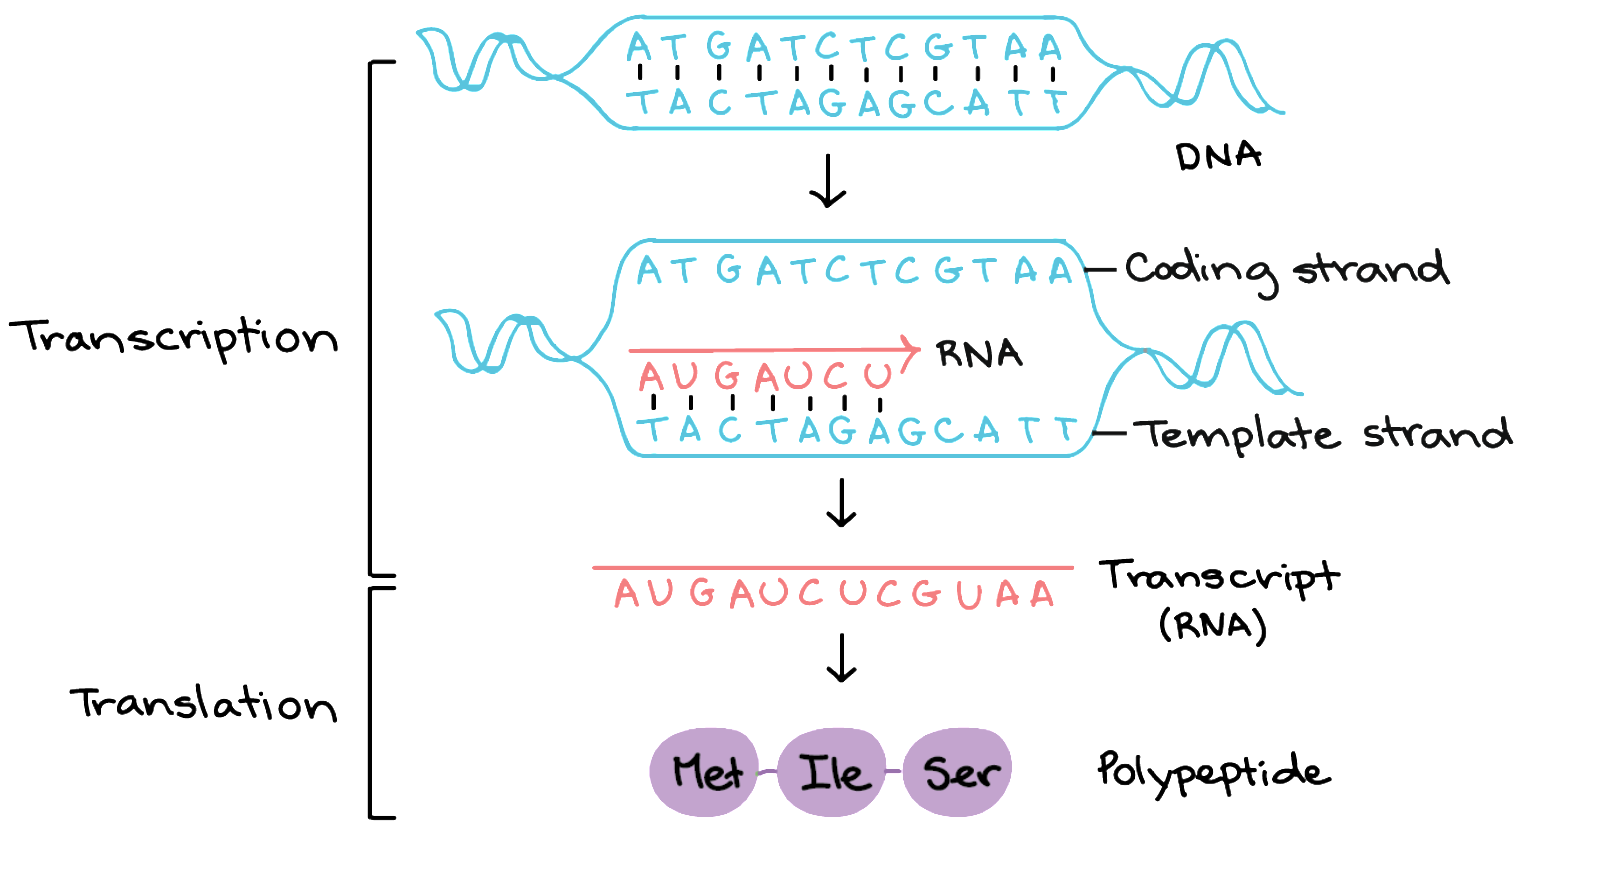 A T G A T C T C G T A A
T A C T A G A G C A T T
DNA
A T G A T C T C G T A A
Coding strand
Transcription
RNA
A U G A U C U
T A C T A G A G C A T T
Template strand
Transcript
(RNA)
A U G A U C U C G U A A
Translation
Met Ile Ser
Polypeptide